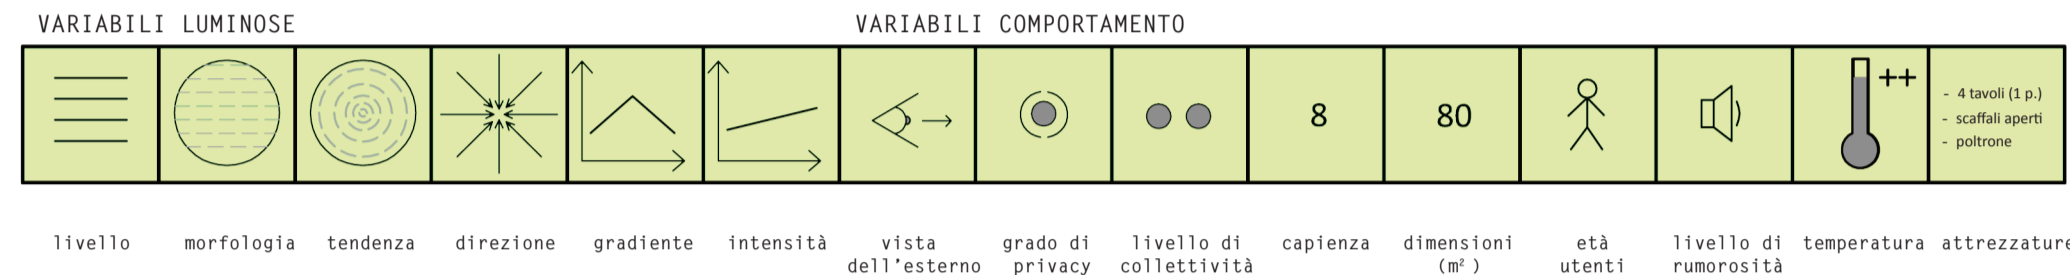 VARIABILI LUMINOSE
VARIABILI COMPORTAMENTO
8
80
++
- 4 tavoli (1 p.)
- scaffali aperti
- poltrone
livello
morfologia
tendenza
direzione
gradiente
intensità
vista
dell'esterno
grado di
privacy
livello di
collettività
capienza
dimensioni
(m²)
età
utenti
livello di
rumorosità
temperatura
attrezzature